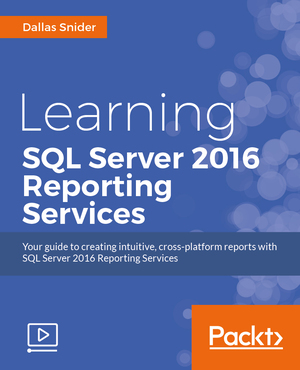 Dallas Snider
Learning
SQL Server 2016
Reporting
Services
Your guide to creating intuitive, cross-platform reports with
SQL Server 2016 Reporting Services
Packt>